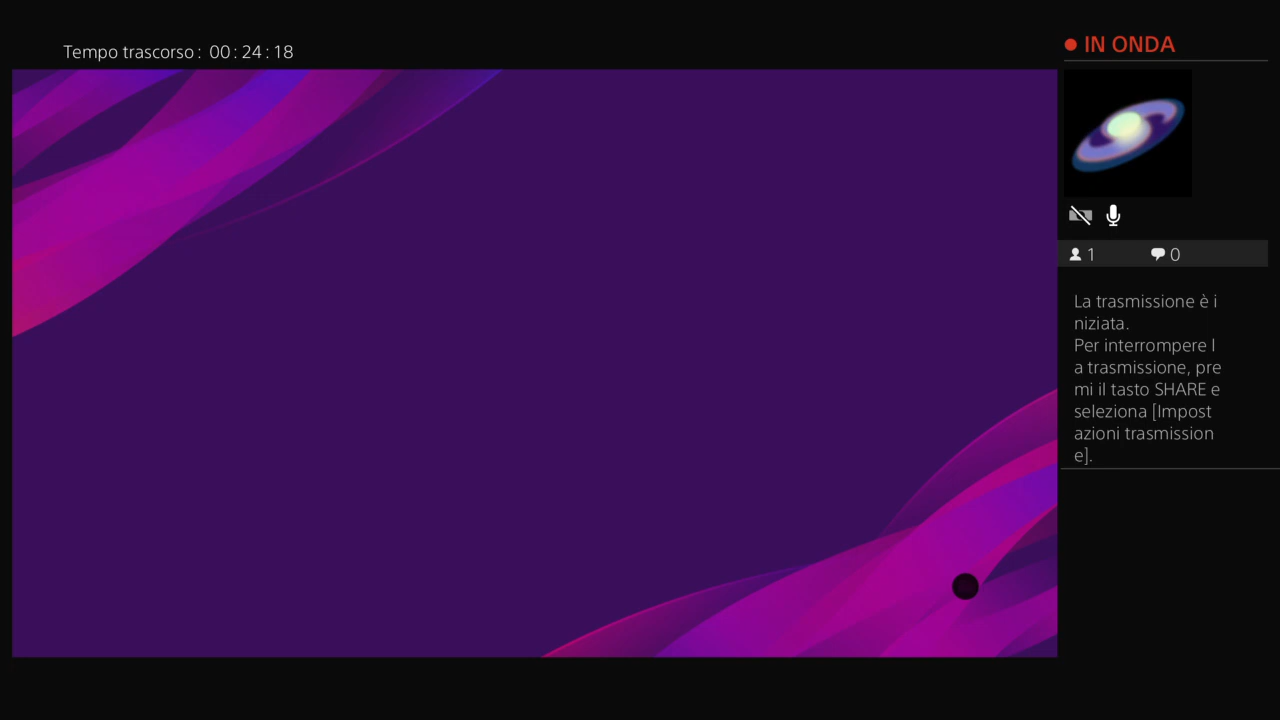 Tempo trascorso: 00:24:18
IN ONDA
1 0
La trasmissione è i
niziata.
Per interrompere l
a trasmissione, pre
mi il tasto SHARE e
seleziona [Impost
azioni trasmission
e].